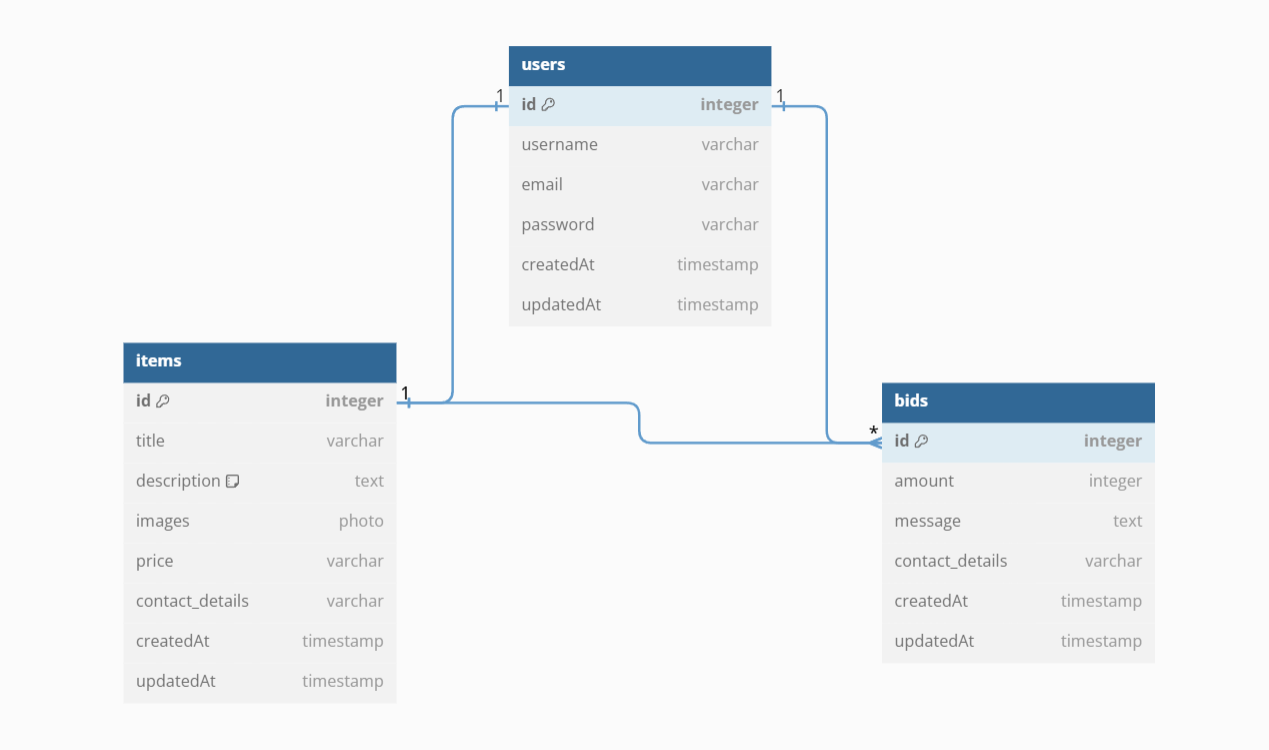 users
1
id integer
1
username varchar
email varchar
password varchar
createdAt timestamp
updatedAt timestamp
items
id integer
1
title varchar
description text
images photo
price varchar
contact_details varchar
createdAt timestamp
updatedAt timestamp
bids
*
id integer
amount integer
message text
contact_details varchar
createdAt timestamp
updatedAt timestamp